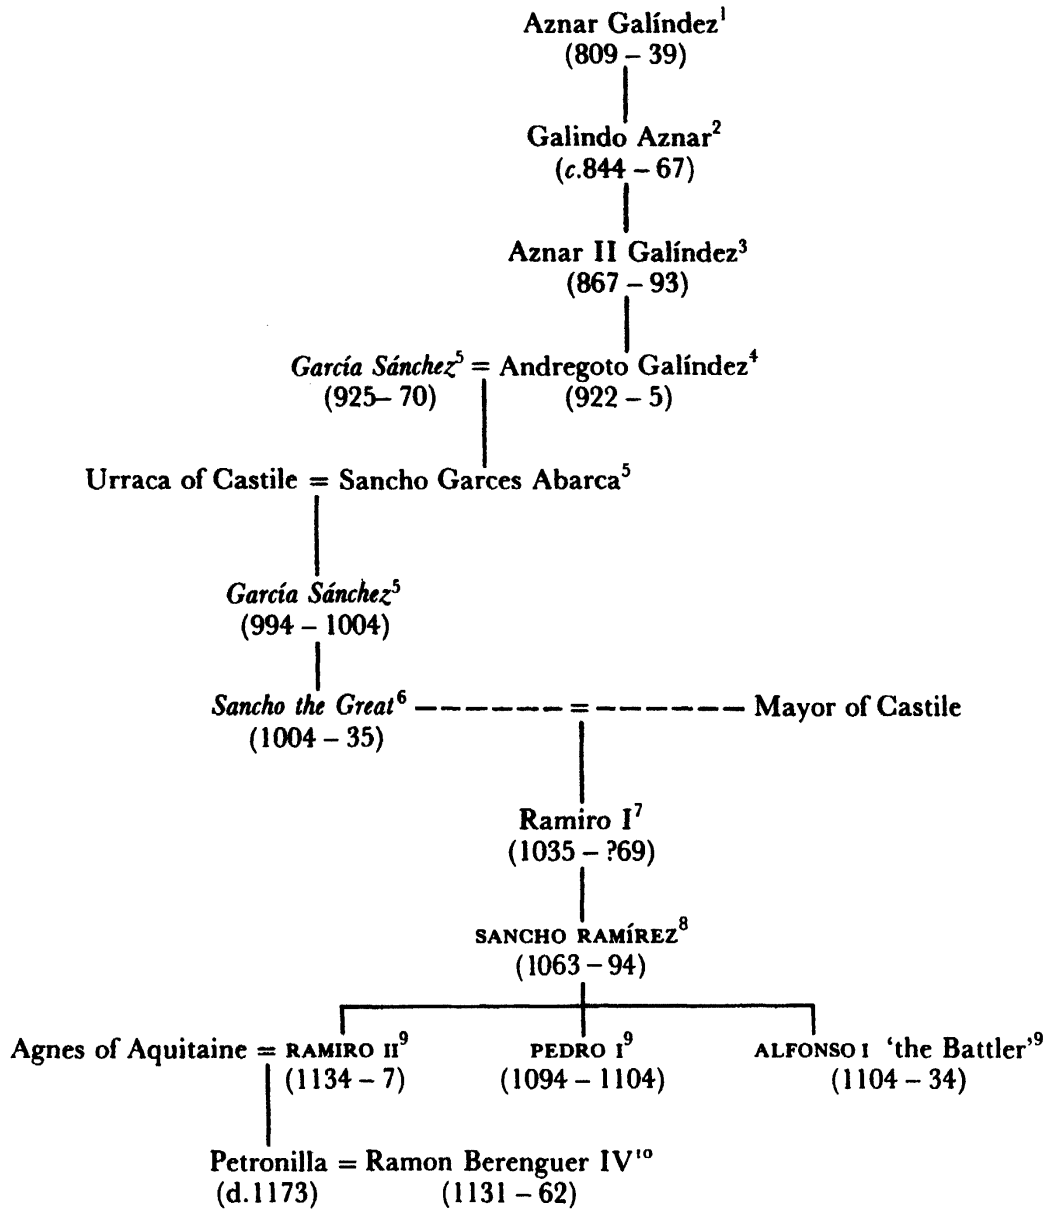 Aznar Galíndez¹
(809 – 39)
Galindo Aznar²
(c.844 – 67)
Aznar II Galíndez³
(867 – 93)
García Sánchez⁵ = Andregoto Galíndez⁴
(925– 70) (922 – 5)
Urraca of Castile = Sancho Garces Abarca⁵
García Sánchez⁵
(994 – 1004)
Sancho the Great⁶ = Mayor of Castile
(1004 – 35)
Ramiro I⁷
(1035 – ?69)
SANCHO RAMÍREZ⁸
(1063 – 94)
Agnes of Aquitaine = RAMIRO II⁹ PEDRO I⁹ ALFONSO I 'the Battler'⁹
(1134 – 7) (1094 – 1104) (1104 – 34)
Petronilla = Ramon Berenguer IV¹⁰
(d.1173) (1131 – 62)